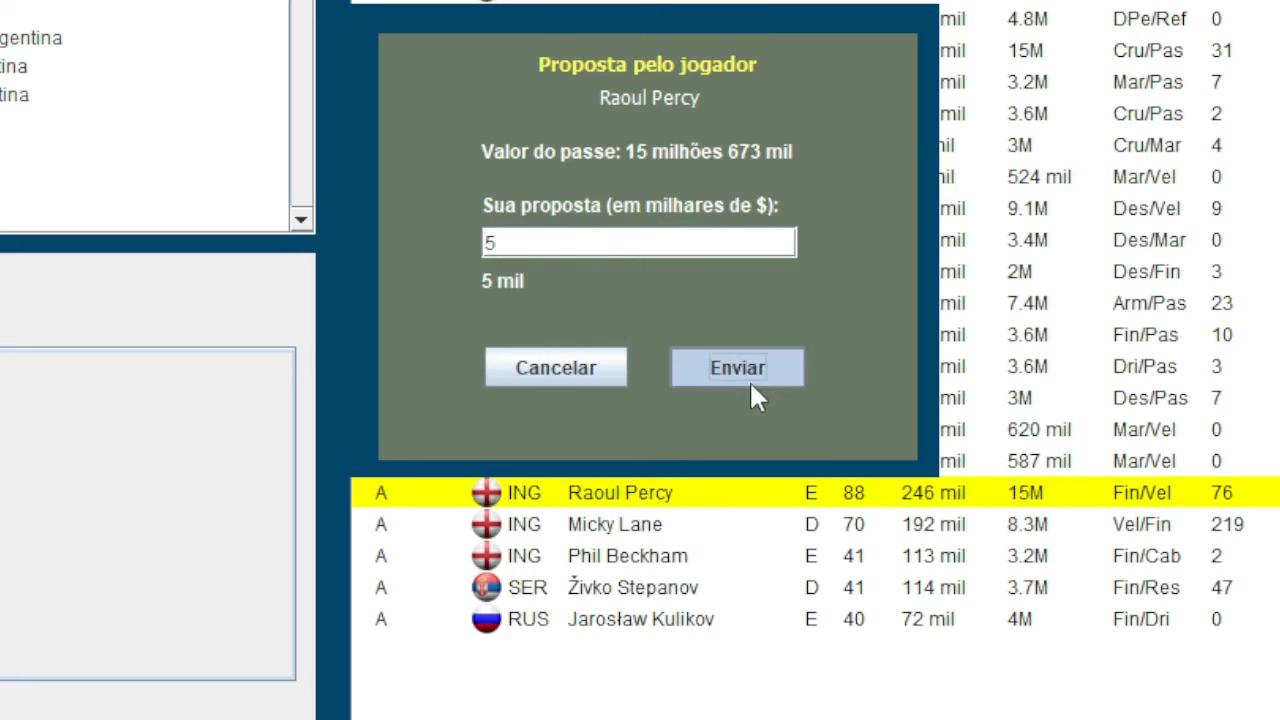 gentina
tina
tina
Proposta pelo jogador
Raoul Percy
Valor do passe: 15 milhões 673 mil
Sua proposta (em milhares de $):
5
5 mil
Cancelar Enviar
mil 4.8M DPe/Ref 0
mil 15M Cru/Pas 31
mil 3.2M Mar/Pas 7
mil 3.6M Cru/Pas 2
mil 3M Cru/Mar 4
mil 524 mil Mar/Vel 0
mil 9.1M Des/Vel 9
mil 3.4M Des/Mar 0
mil 2M Des/Fin 3
mil 7.4M Arm/Pas 23
mil 3.6M Fin/Pas 10
mil 3.6M Dri/Pas 3
mil 3M Des/Pas 7
mil 620 mil Mar/Vel 0
mil 587 mil Mar/Vel 0
A ING Raoul Percy E 88 246 mil 15M Fin/Vel 76
A ING Micky Lane D 70 192 mil 8.3M Vel/Fin 219
A ING Phil Beckham E 41 113 mil 3.2M Fin/Cab 2
A SER Živko Stepanov D 41 114 mil 3.7M Fin/Res 47
A RUS Jarosław Kulikov E 40 72 mil 4M Fin/Dri 0